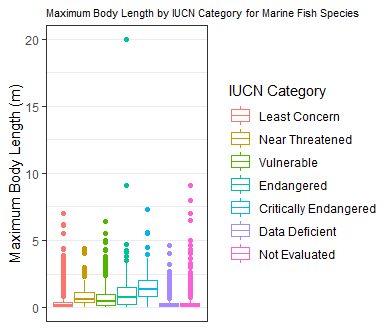 Maximum Body Length by IUCN Category for Marine Fish Species
Maximum Body Length (m)
20
15
10
5
0
IUCN Category
Least Concern
Near Threatened
Vulnerable
Endangered
Critically Endangered
Data Deficient
Not Evaluated